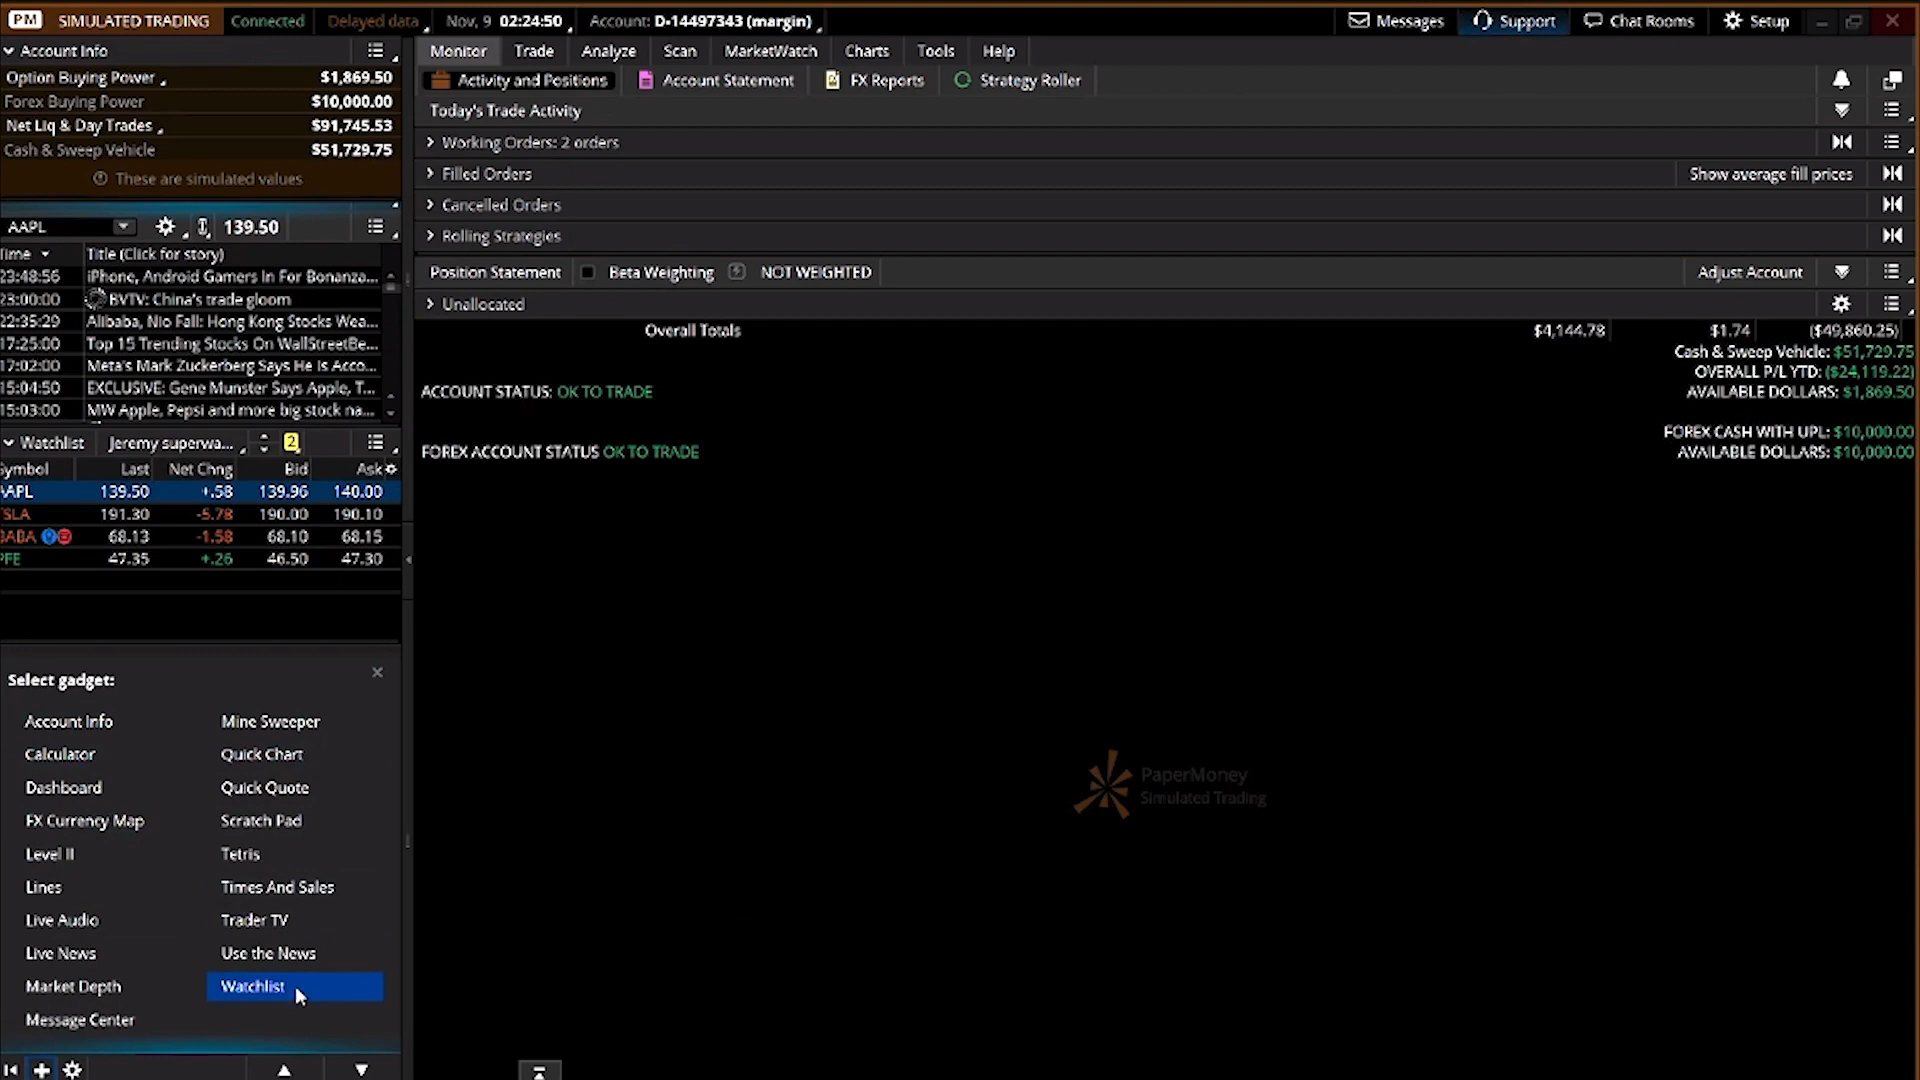 PM SIMULATED TRADING Connected Delayed data Nov, 9 02:24:50 Account: D-14497343 (margin) Messages Support Chat Rooms Setup
Account Info
Option Buying Power $1,869.50
Forex Buying Power $10,000.00
Net Liq & Day Trades $91,745.53
Cash & Sweep Vehicle $51,729.75
These are simulated values
AAPL 139.50
Time Title (Click for story)
23:48:56 iPhone, Android Gamers In For Bonanza...
23:00:00 BVTV: China's trade gloom
22:35:29 Alibaba, Nio Fall: Hong Kong Stocks Wea...
17:25:00 Top 15 Trending Stocks On WallStreetBe...
17:02:00 Meta's Mark Zuckerberg Says He Is Acco...
15:04:50 EXCLUSIVE: Gene Munster Says Apple, T...
15:03:00 MW Apple, Pepsi and more big stock na...
Watchlist Jeremy superwa... 2
Symbol Last Net Chng Bid Ask
AAPL 139.50 +.58 139.96 140.00
TSLA 191.30 -5.78 190.00 190.10
BABA 68.13 -1.58 68.10 68.15
PFE 47.35 +.26 46.50 47.30
Select gadget:
Account Info Mine Sweeper
Calculator Quick Chart
Dashboard Quick Quote
FX Currency Map Scratch Pad
Level II Tetris
Lines Times And Sales
Live Audio Trader TV
Live News Use the News
Market Depth Watchlist
Message Center
Monitor Trade Analyze Scan MarketWatch Charts Tools Help
Activity and Positions Account Statement FX Reports Strategy Roller
Today's Trade Activity
Working Orders: 2 orders
Filled Orders Show average fill prices
Cancelled Orders
Rolling Strategies
Position Statement Beta Weighting NOT WEIGHTED Adjust Account
Unallocated
Overall Totals $4,144.78 $1.74 ($49,860.25)
Cash & Sweep Vehicle: $51,729.75
OVERALL P/L YTD: ($24,119.22)
ACCOUNT STATUS: OK TO TRADE AVAILABLE DOLLARS: $1,869.50
FOREX CASH WITH UPL: $10,000.00
FOREX ACCOUNT STATUS OK TO TRADE AVAILABLE DOLLARS: $10,000.00
PaperMoney
Simulated Trading